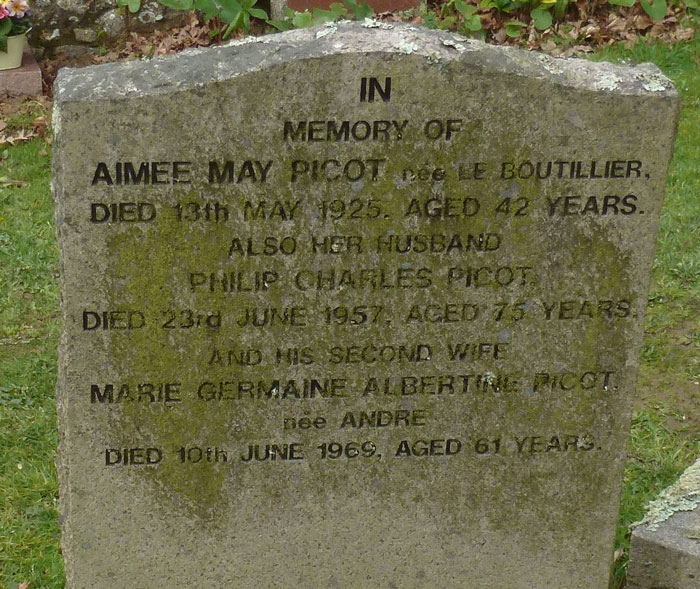 IN
MEMORY OF
AIMEE MAY PICOT née LE BOUTILLIER,
DIED 13th MAY 1925. AGED 42 YEARS.
ALSO HER HUSBAND
PHILIP CHARLES PICOT.
DIED 23rd JUNE 1957, AGED 75 YEARS.
AND HIS SECOND WIFE
MARIE GERMAINE ALBERTINE PICOT.
née ANDRE
DIED 10th JUNE 1969, AGED 61 YEARS.